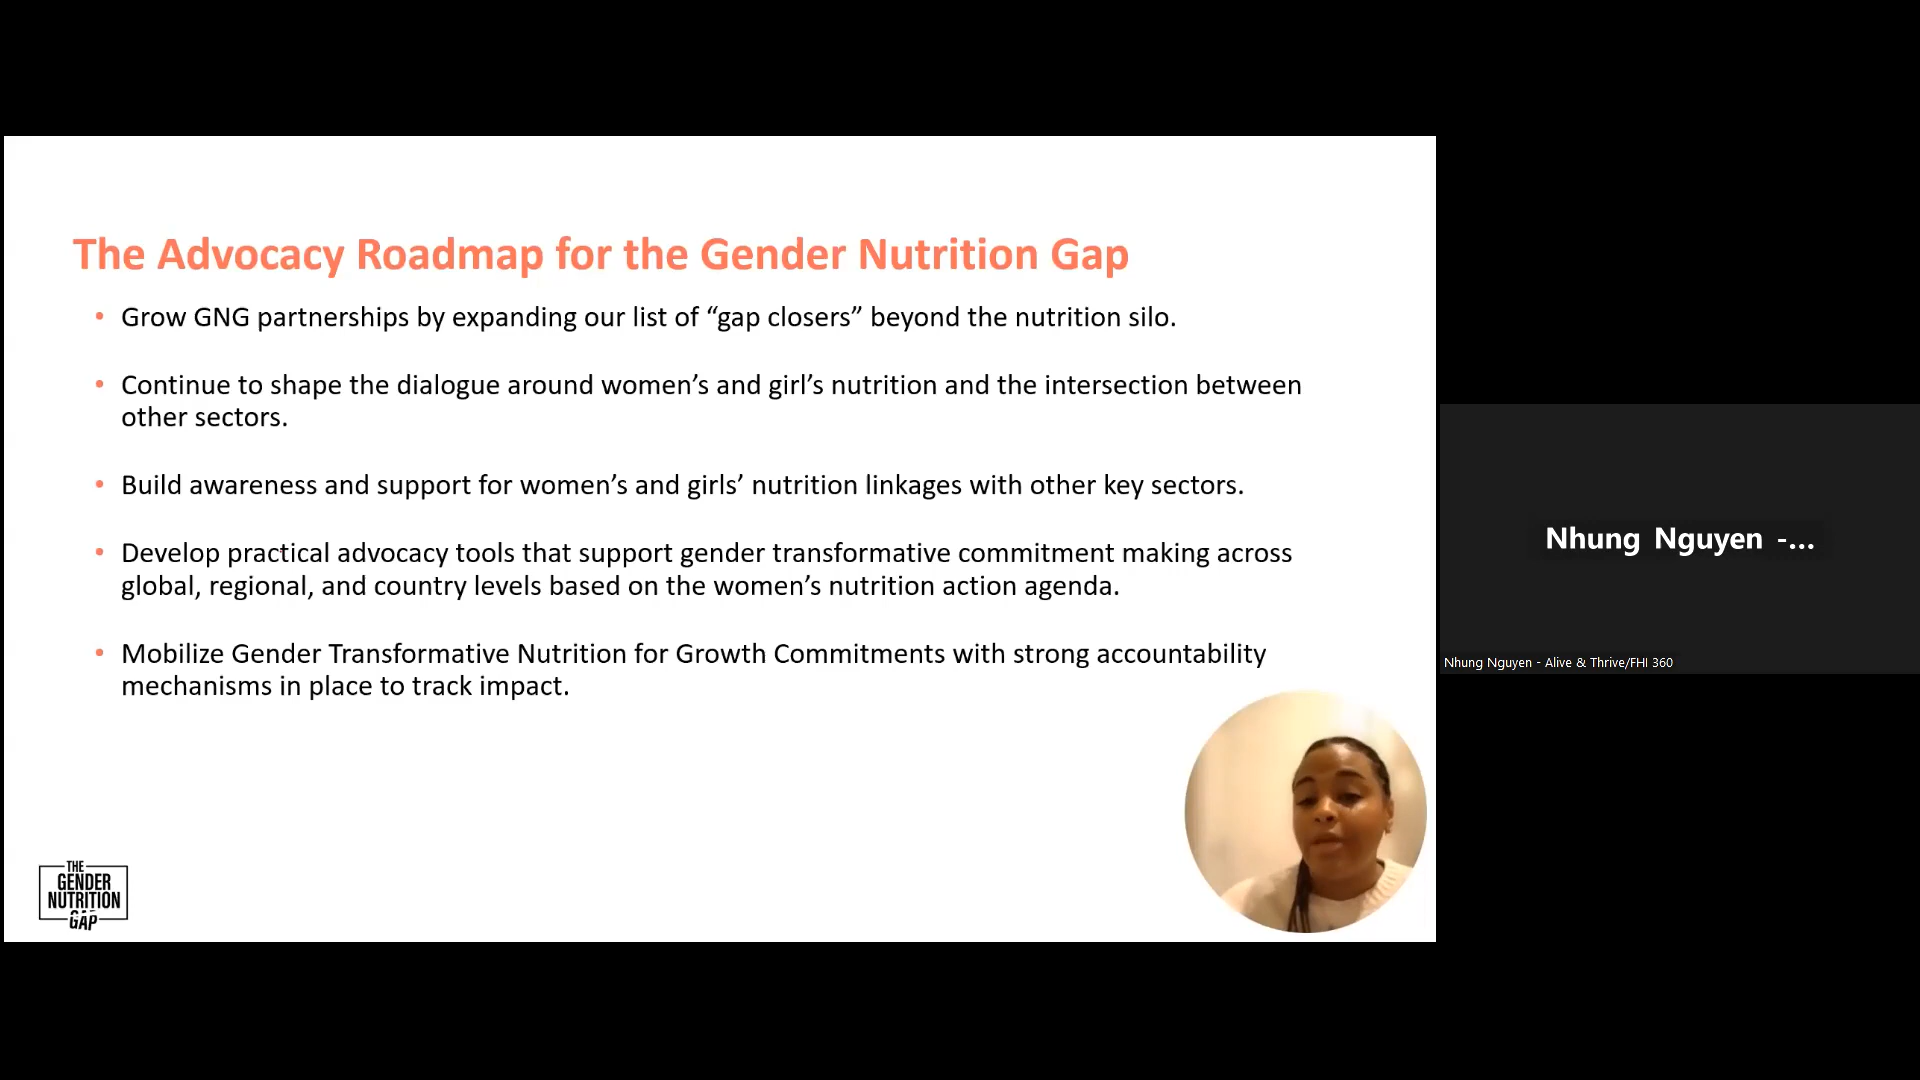 The Advocacy Roadmap for the Gender Nutrition Gap
• Grow GNG partnerships by expanding our list of “gap closers” beyond the nutrition silo.
• Continue to shape the dialogue around women’s and girl’s nutrition and the intersection between
other sectors.
• Build awareness and support for women’s and girls’ nutrition linkages with other key sectors.
• Develop practical advocacy tools that support gender transformative commitment making across
global, regional, and country levels based on the women’s nutrition action agenda.
• Mobilize Gender Transformative Nutrition for Growth Commitments with strong accountability
mechanisms in place to track impact.
THE
GENDER
NUTRITION
GAP
Nhung Nguyen -...
Nhung Nguyen - Alive & Thrive/FHI 360